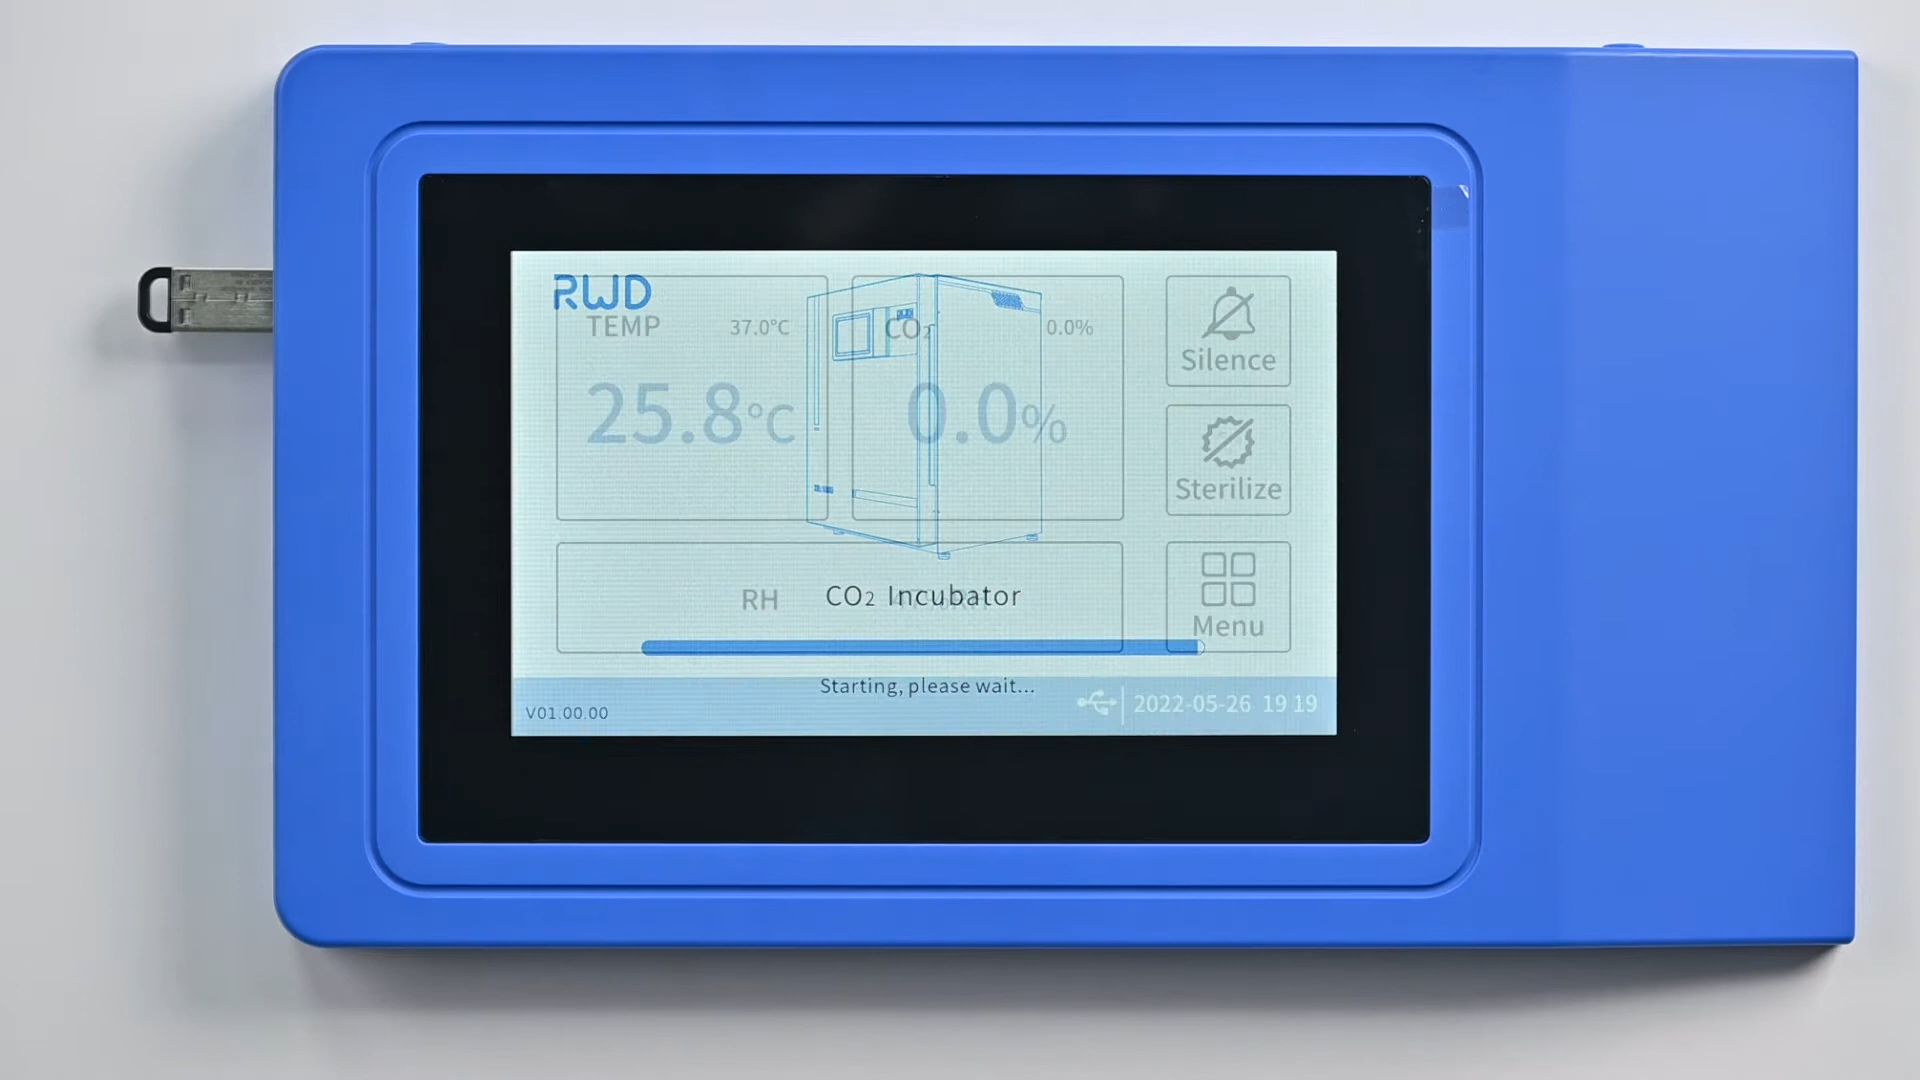 RWD
TEMP 37.0°C
25.8°C
CO₂ 0.0%
0.0%
Silence
Sterilize
Menu
RH
CO₂ Incubator
Starting, please wait...
V01.00.00
2022-05-26 19 19